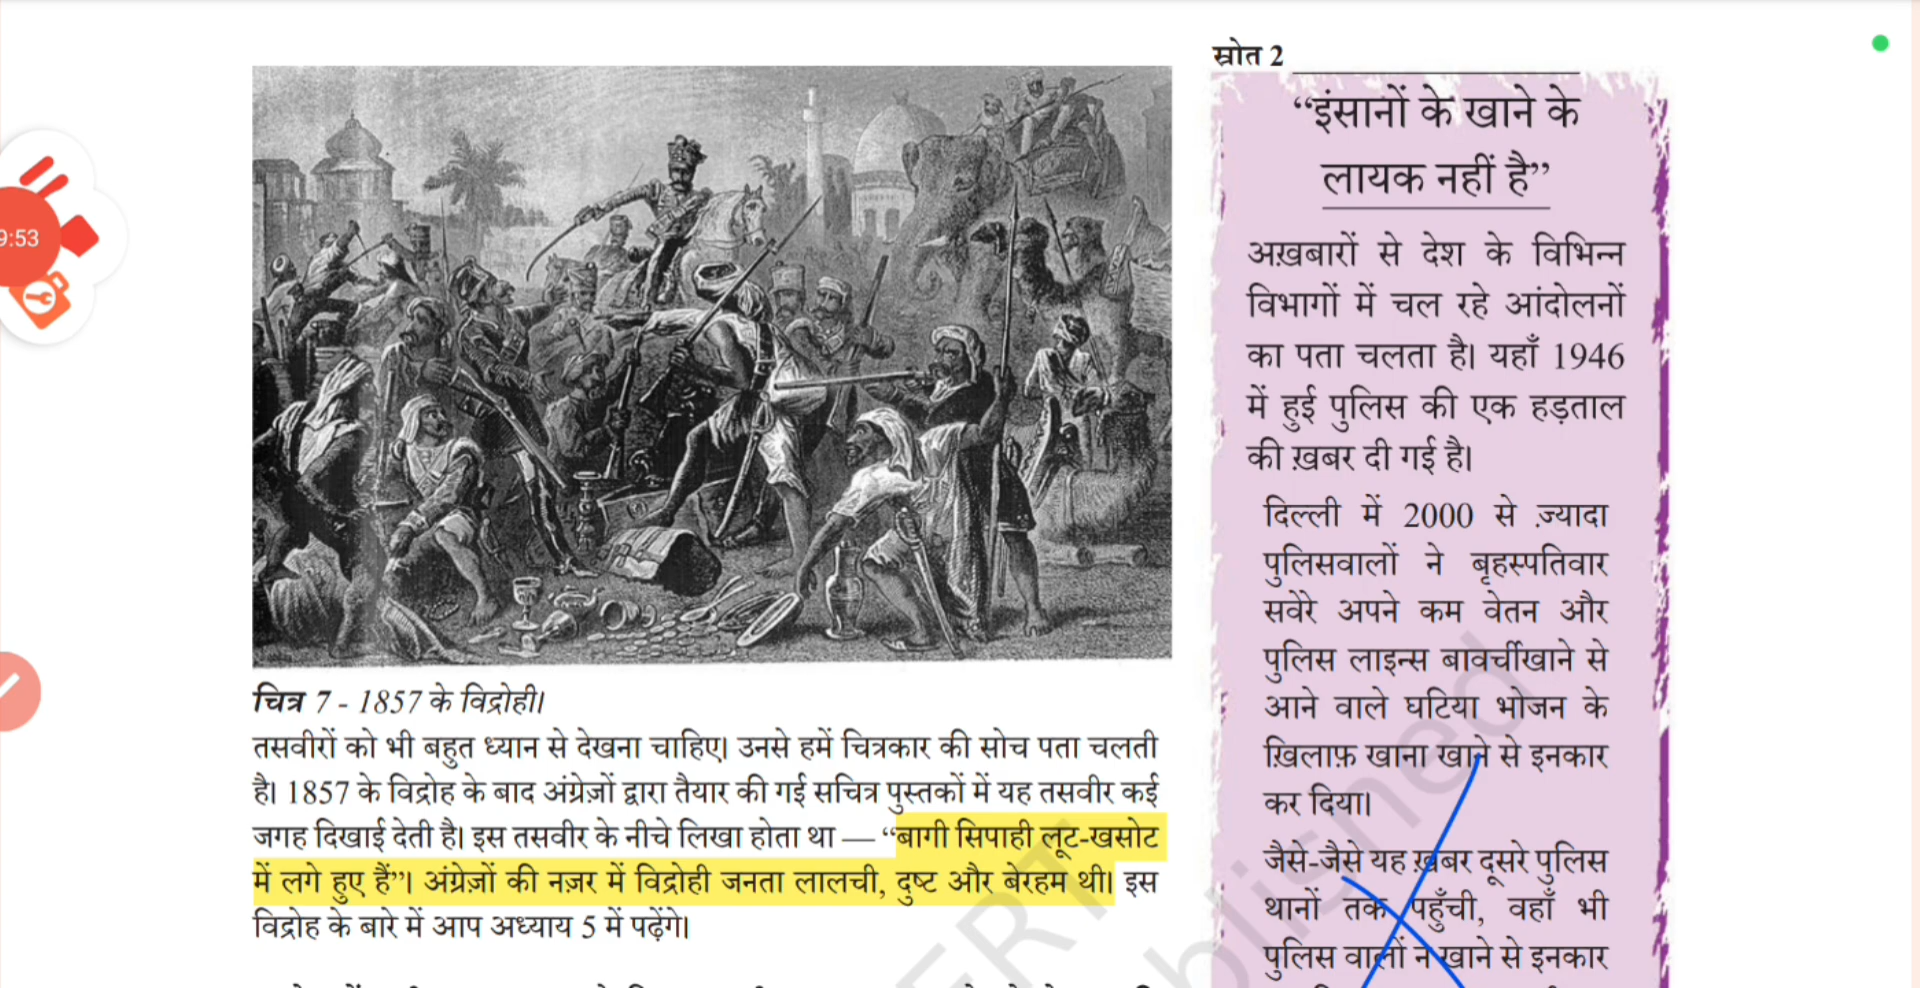 9:53
चित्र 7 - 1857 के विद्रोही।
तसवीरों को भी बहुत ध्यान से देखना चाहिए। उनसे हमें चित्रकार की सोच पता चलती
है। 1857 के विद्रोह के बाद अंग्रेज़ों द्वारा तैयार की गई सचित्र पुस्तकों में यह तसवीर कई
जगह दिखाई देती है। इस तसवीर के नीचे लिखा होता था — “बागी सिपाही लूट-खसोट
में लगे हुए हैं”। अंग्रेज़ों की नज़र में विद्रोही जनता लालची, दुष्ट और बेरहम थी। इस
विद्रोह के बारे में आप अध्याय 5 में पढ़ेंगे।
स्रोत 2
“इंसानों के खाने के
लायक नहीं है”
अख़बारों से देश के विभिन्न
विभागों में चल रहे आंदोलनों
का पता चलता है। यहाँ 1946
में हुई पुलिस की एक हड़ताल
की ख़बर दी गई है।
दिल्ली में 2000 से ज़्यादा
पुलिसवालों ने बृहस्पतिवार
सवेरे अपने कम वेतन और
पुलिस लाइन्स बावर्चीखाने से
आने वाले घटिया भोजन के
ख़िलाफ़ खाना खाने से इनकार
कर दिया।
जैसे-जैसे यह ख़बर दूसरे पुलिस
थानों तक पहुँची, वहाँ भी
पुलिस वालों ने खाने से इनकार